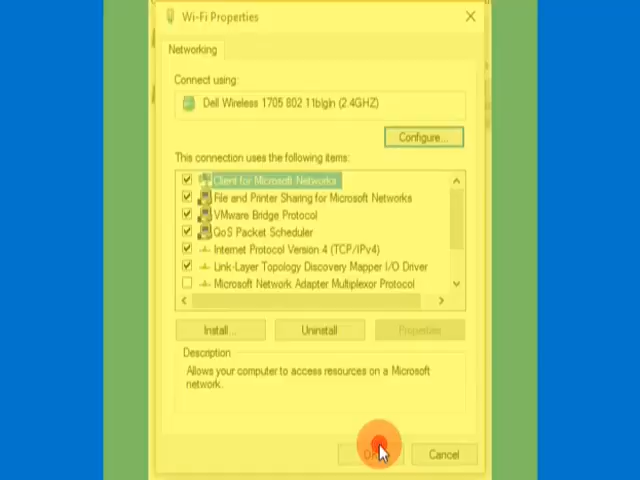 Wi-Fi Properties
Networking
Connect using:
Dell Wireless 1705 802 11blgln (2.4GHZ)
Configure...
This connection uses the following items:
Client for Microsoft Networks
File and Printer Sharing for Microsoft Networks
VMware Bridge Protocol
QoS Packet Scheduler
Internet Protocol Version 4 (TCP/IPv4)
Link-Layer Topology Discovery Mapper I/O Driver
Microsoft Network Adapter Multiplexor Protocol
Install...
Uninstall
Properties
Description
Allows your computer to access resources on a Microsoft
network.
Cancel